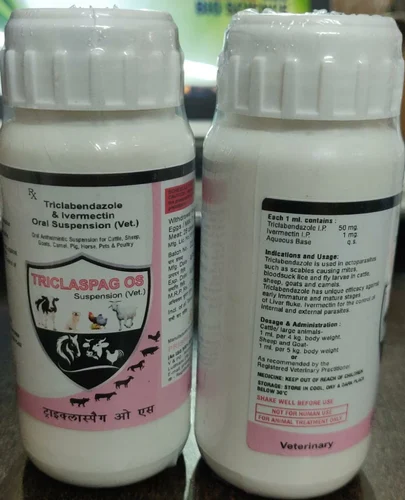 BIO SCIENCE
Rx
Triclabendazole
& Ivermectin
Oral Suspension (Vet.)
Oral Anthelmintic Suspension for Cattle, Sheep,
Goats, Camel, Pig, Horse, Pets & Poultry
TRICLASPAG OS
Suspension (Vet.)
ट्राइक्लास्पैग ओ एस
Each 1 ml. contains :
Triclabendazole I.P. 50 mg.
Ivermectin I.P. 1 mg.
Aqueous Base q.s.
Indications and Usage:
Triclabendazole is used in ectoparasites
such as scabies causing mites,
bloodsuck lice and fly larvae in cattle,
sheep, goats and camels.
Triclabendazole has unique efficacy against
early immature and mature stages
of Liver fluke. Ivermectin for the control of
internal and external parasites.
Dosage & Administration :
Cattle/ large animals-
1 ml. per 4 kg. body weight
Sheep and Goat-
1 ml. per 5 kg. body weight
or
As recommended by the
Registered Veterinary Practitioner.
MEDICINE: KEEP OUT OF REACH OF CHILDREN
STORAGE: STORE IN COOL, DRY & DARK PLACE,
BELOW 30°C
SHAKE WELL BEFORE USE
NOT FOR HUMAN USE
FOR ANIMAL TREATMENT ONLY
Veterinary